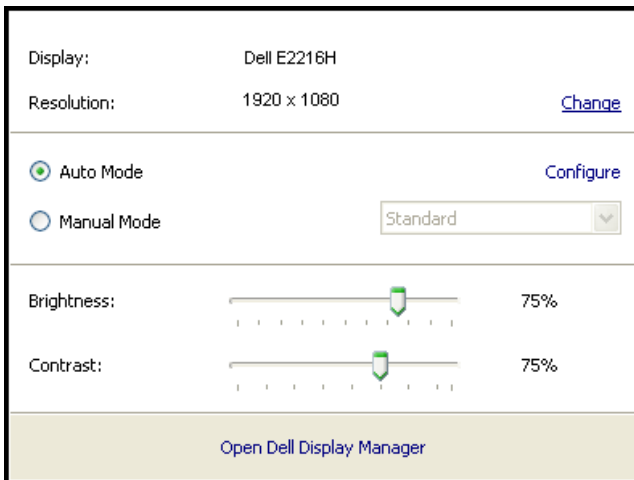 Display: Dell E2216H
Resolution: 1920 x 1080 Change
Auto Mode Configure
Manual Mode Standard
Brightness: 75%
Contrast: 75%
Open Dell Display Manager